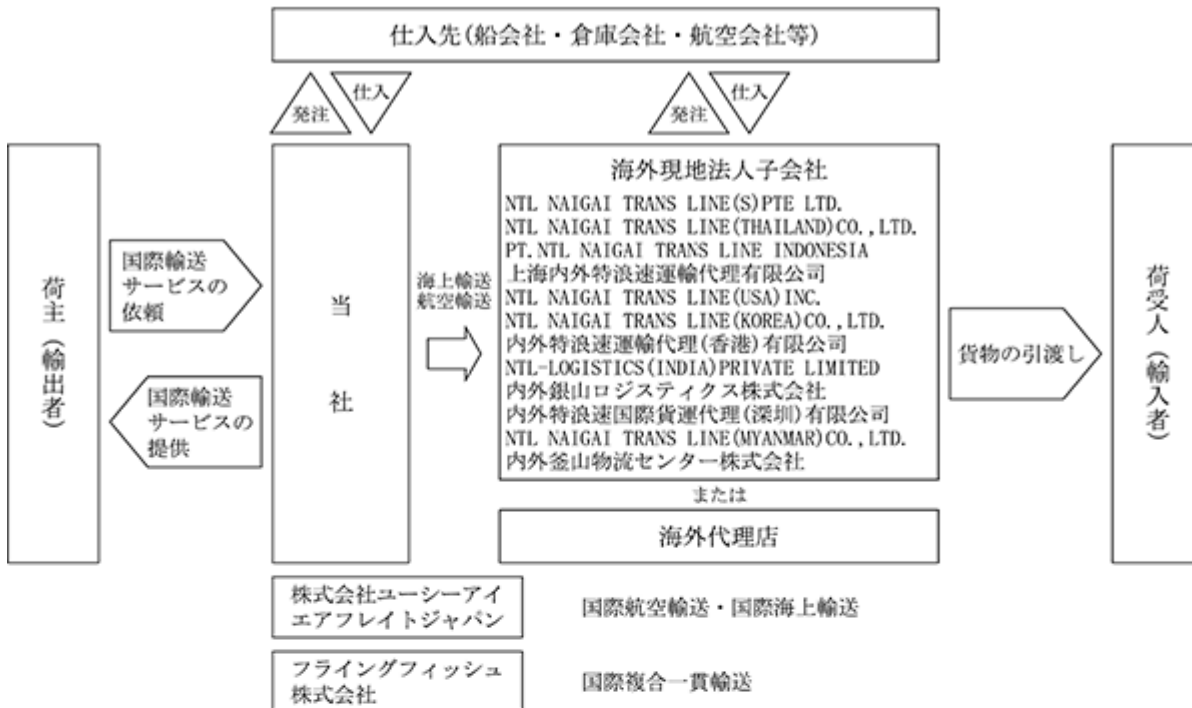 仕入先(船会社・倉庫会社・航空会社等)
発注
仕入
発注
仕入
荷主(輸出者)
国際輸送
サービスの
依頼
国際輸送
サービスの
提供
当社
海上輸送
航空輸送
海外現地法人子会社
NTL NAIGAI TRANS LINE(S)PTE LTD.
NTL NAIGAI TRANS LINE(THAILAND)CO.,LTD.
PT.NTL NAIGAI TRANS LINE INDONESIA
上海内外特浪速運輸代理有限公司
NTL NAIGAI TRANS LINE(USA)INC.
NTL NAIGAI TRANS LINE(KOREA)CO.,LTD.
内外特浪速運輸代理(香港)有限公司
NTL-LOGISTICS(INDIA)PRIVATE LIMITED
内外銀山ロジスティクス株式会社
内外特浪速国際貨運代理(深圳)有限公司
NTL NAIGAI TRANS LINE(MYANMAR)CO.,LTD.
内外釜山物流センター株式会社
または
海外代理店
貨物の引渡し
荷受人(輸入者)
株式会社ユーシーアイ
エアフレイトジャパン
国際航空輸送・国際海上輸送
フライングフィッシュ
株式会社
国際複合一貫輸送